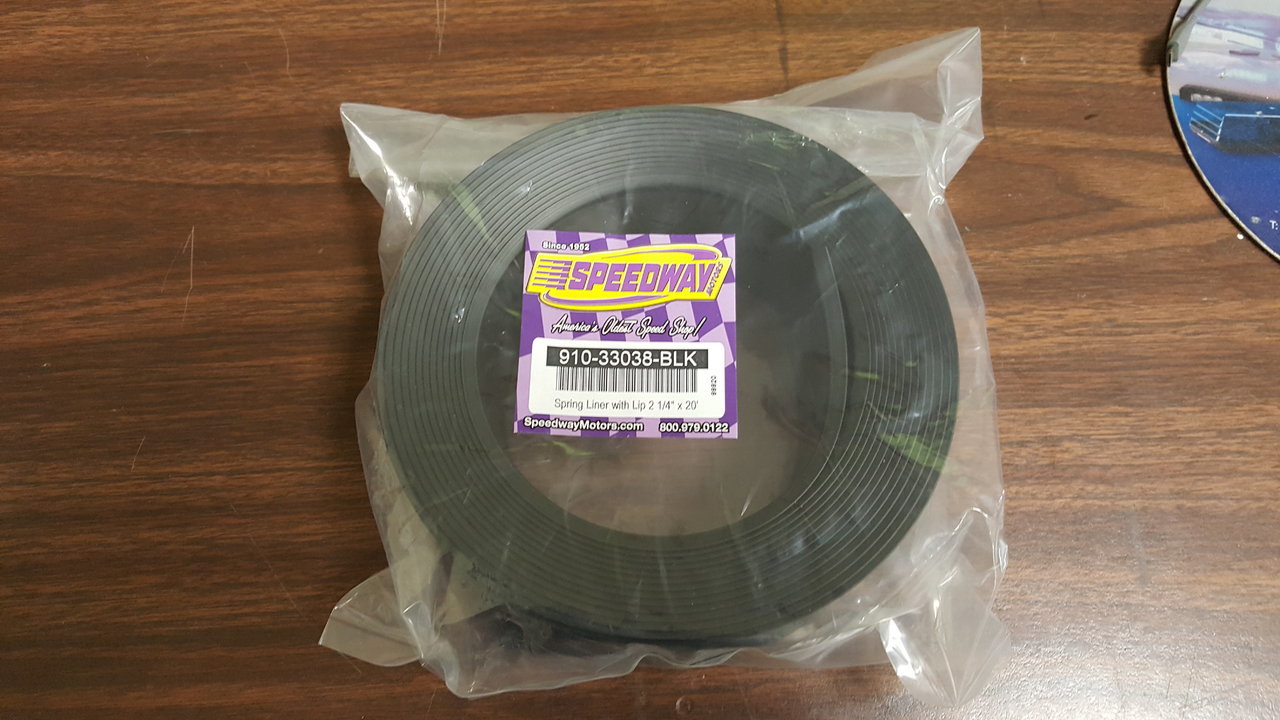 Since 1952
SPEEDWAY
MOTORS
America's Oldest Speed Shop!
910-33038-BLK
Spring Liner with Lip 2 1/4" x 20'
SpeedwayMotors.com 800.979.0122
T: